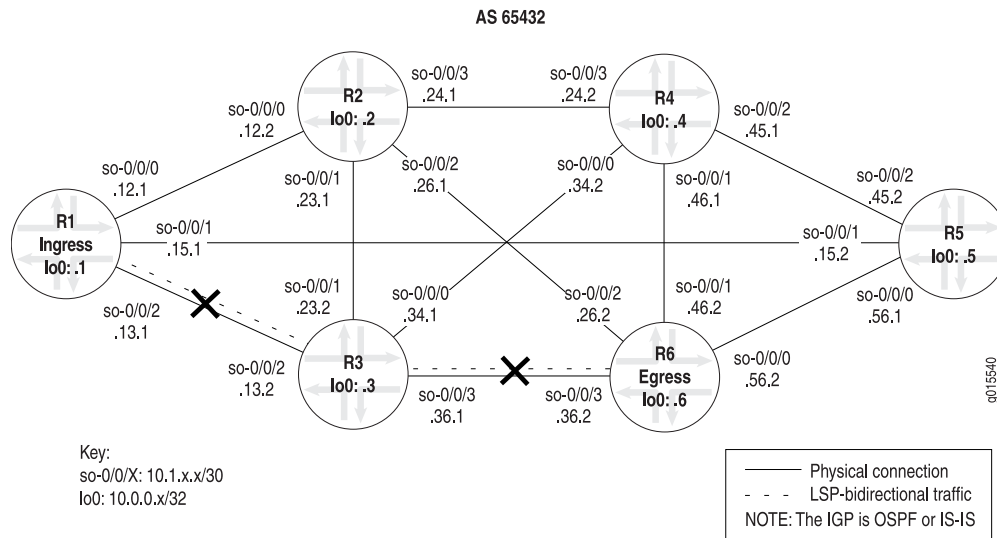 AS 65432
R2
lo0: .2
so-0/0/3
.24.1
so-0/0/3
.24.2
R4
lo0: .4
so-0/0/0
.12.2
so-0/0/2
.45.1
so-0/0/0
.12.1
so-0/0/1
.23.1
so-0/0/2
.26.1
so-0/0/0
.34.2
so-0/0/1
.46.1
so-0/0/2
.45.2
R1
Ingress
lo0: .1
so-0/0/1
.15.1
so-0/0/1
.15.2
R5
lo0: .5
so-0/0/2
.13.1
so-0/0/1
.23.2
so-0/0/0
.34.1
so-0/0/2
.26.2
so-0/0/1
.46.2
so-0/0/0
.56.1
so-0/0/2
.13.2
R3
lo0: .3
so-0/0/3
.36.1
so-0/0/3
.36.2
R6
Egress
lo0: .6
so-0/0/0
.56.2
g015540
Key:
so-0/0/X: 10.1.x.x/30
lo0: 10.0.0.x/32
Physical connection
LSP-bidirectional traffic
NOTE: The IGP is OSPF or IS-IS